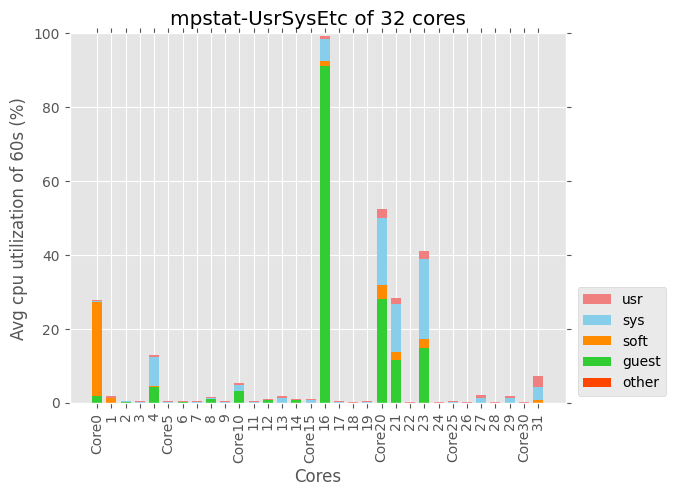 mpstat-UsrSysEtc of 32 cores
Avg cpu utilization of 60s (%)
100
80
60
40
20
0
Core0
1
2
3
4
Core5
6
7
8
9
Core10
11
12
13
14
Core15
16
17
18
19
Core20
21
22
23
24
Core25
26
27
28
29
Core30
31
Cores
usr
sys
soft
guest
other